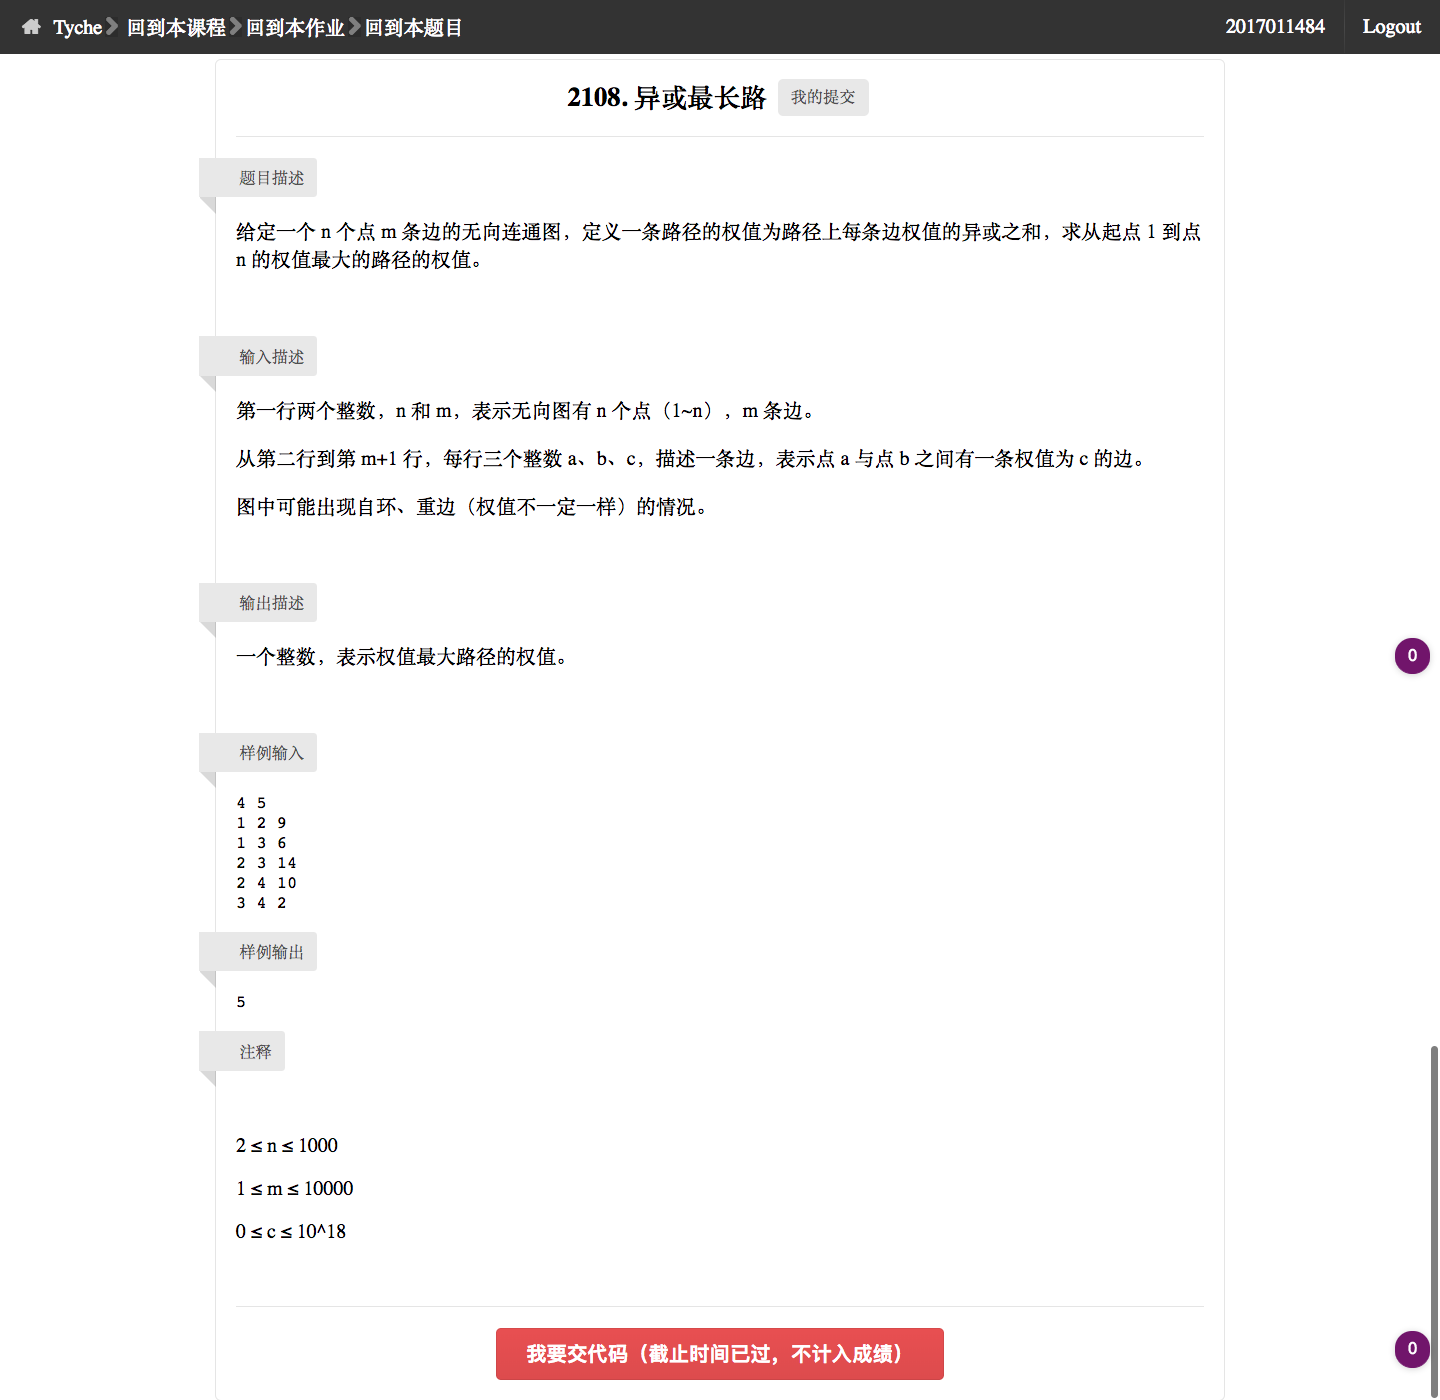 Tyche 回到本课程 回到本作业 回到本题目 2017011484 Logout
2108. 异或最长路 我的提交
题目描述
给定一个 n 个点 m 条边的无向连通图，定义一条路径的权值为路径上每条边权值的异或之和，求从起点 1 到点
n 的权值最大的路径的权值。
输入描述
第一行两个整数，n 和 m，表示无向图有 n 个点（1~n），m 条边。
从第二行到第 m+1 行，每行三个整数 a、b、c，描述一条边，表示点 a 与点 b 之间有一条权值为 c 的边。
图中可能出现自环、重边（权值不一定一样）的情况。
输出描述
一个整数，表示权值最大路径的权值。
0
样例输入
4 5
1 2 9
1 3 6
2 3 14
2 4 10
3 4 2
样例输出
5
注释
2 ≤ n ≤ 1000
1 ≤ m ≤ 10000
0 ≤ c ≤ 10^18
我要交代码（截止时间已过，不计入成绩）
0